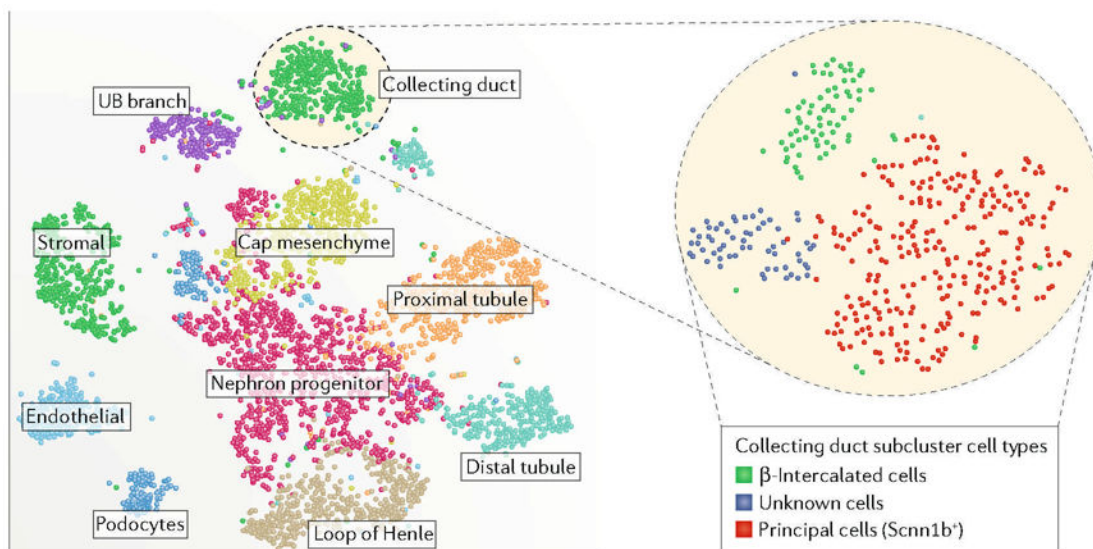 UB branch
Collecting duct
Stromal
Cap mesenchyme
Proximal tubule
Nephron progenitor
Endothelial
Distal tubule
Podocytes
Loop of Henle
Collecting duct subcluster cell types
β-Intercalated cells
Unknown cells
Principal cells (Scnn1b⁺)